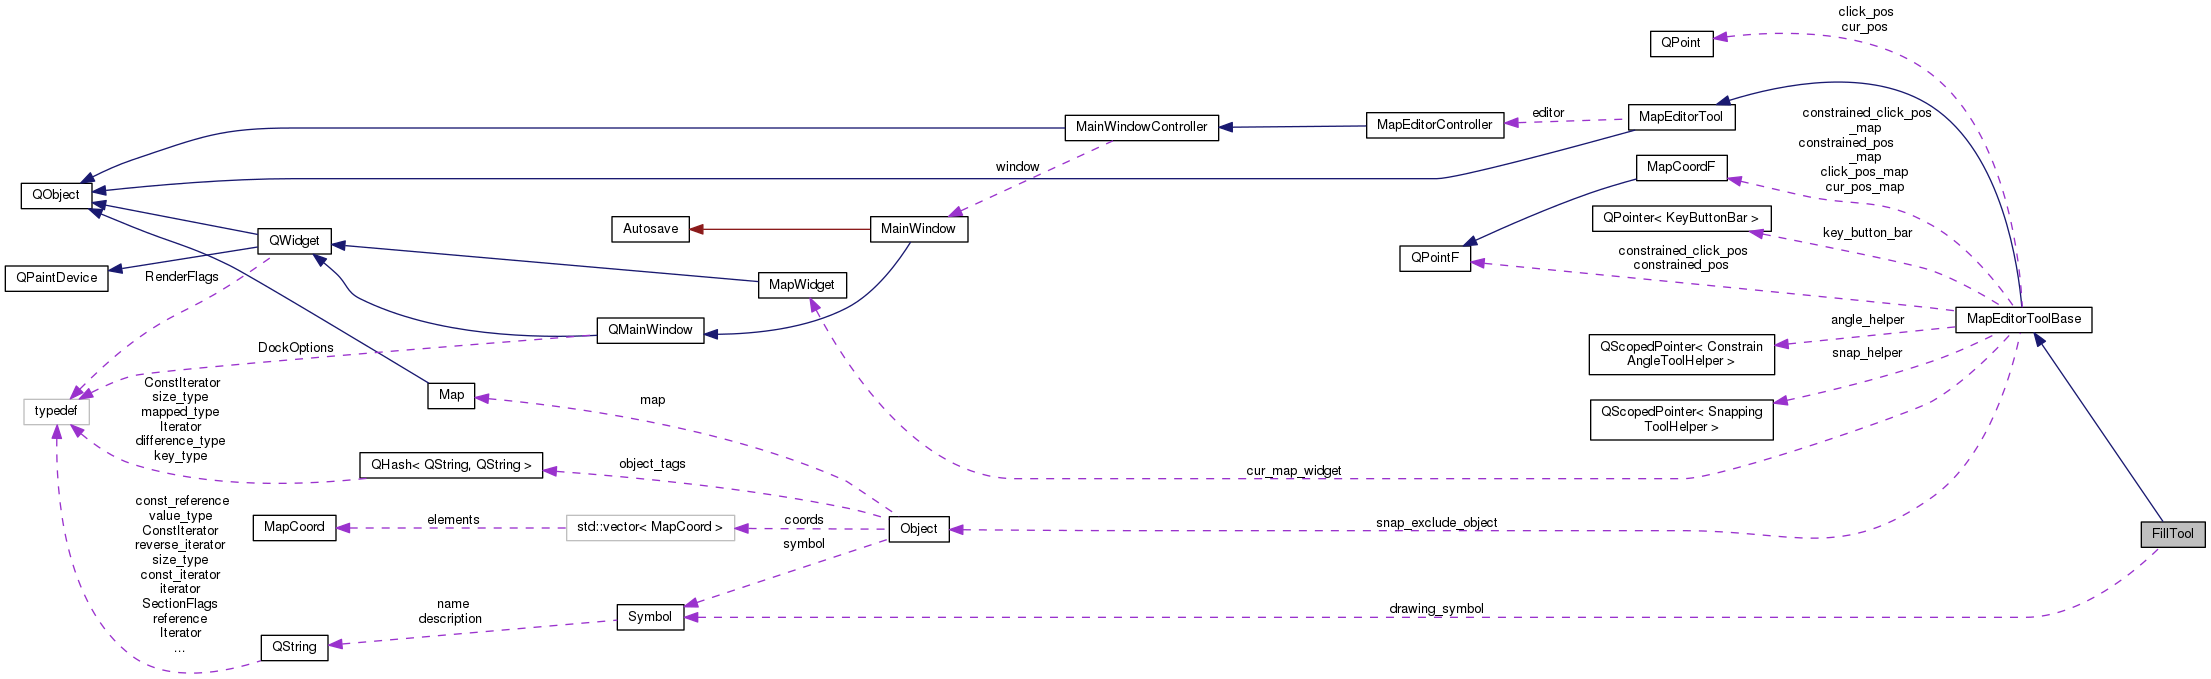 click_pos
cur_pos
QPoint
MapEditorTool
editor
MapEditorController
MainWindowController
constrained_click_pos
_map
constrained_pos
_map
click_pos_map
cur_pos_map
MapCoordF
window
QObject
QPointer< KeyButtonBar >
key_button_bar
Autosave
MainWindow
QWidget
constrained_click_pos
constrained_pos
QPointF
QPaintDevice
RenderFlags
MapWidget
MapEditorToolBase
QMainWindow
angle_helper
DockOptions
QScopedPointer< Constrain
AngleToolHelper >
snap_helper
ConstIterator
size_type
mapped_type
Iterator
difference_type
key_type
Map
map
typedef
QScopedPointer< Snapping
ToolHelper >
QHash< QString, QString >
object_tags
cur_map_widget
const_reference
value_type
ConstIterator
reverse_iterator
size_type
const_iterator
iterator
SectionFlags
reference
Iterator
...
MapCoord
elements
std::vector< MapCoord >
coords
Object
snap_exclude_object
FillTool
symbol
name
description
Symbol
drawing_symbol
QString